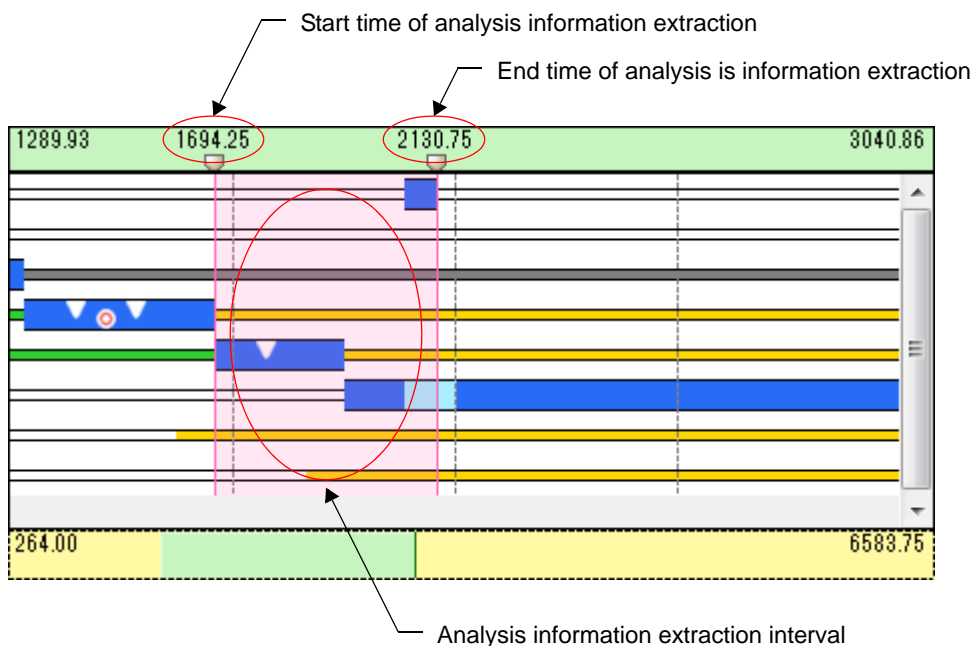 Start time of analysis information extraction
End time of analysis is information extraction
1289.93 1694.25 2130.75 3040.86
264.00 6583.75
Analysis information extraction interval